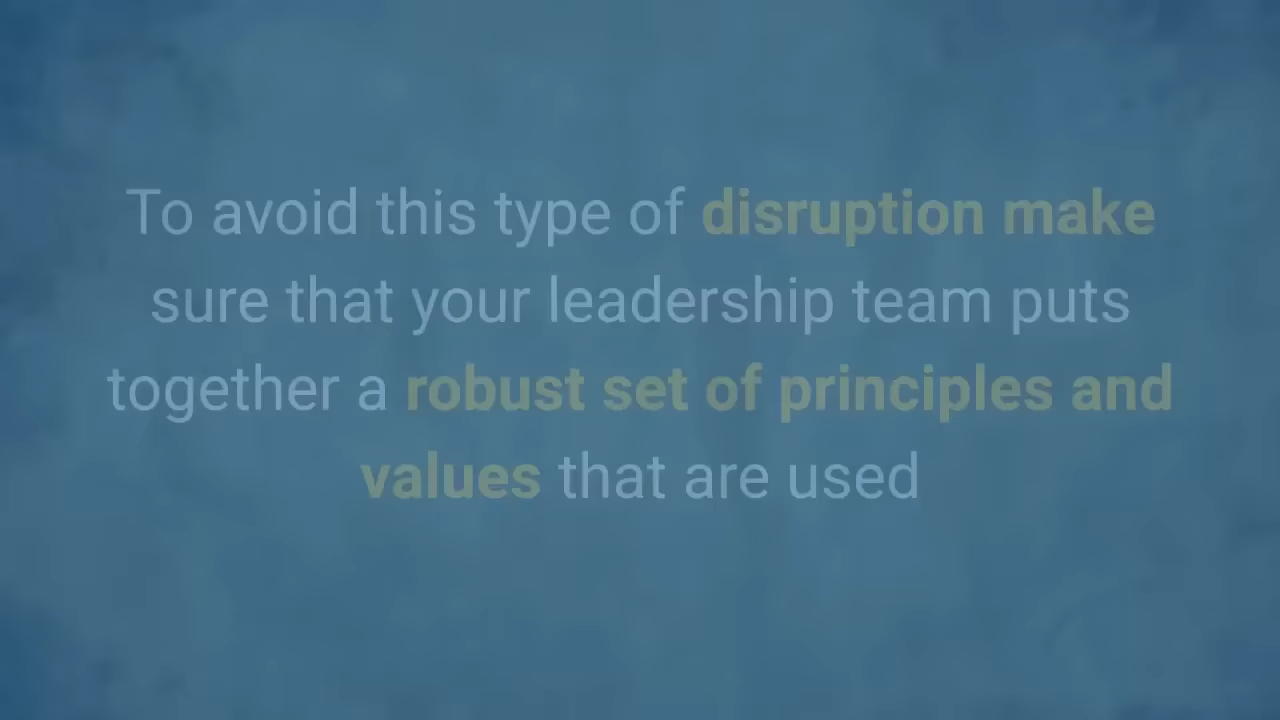 To avoid this type of disruption make
sure that your leadership team puts
together a robust set of principles and
values that are used